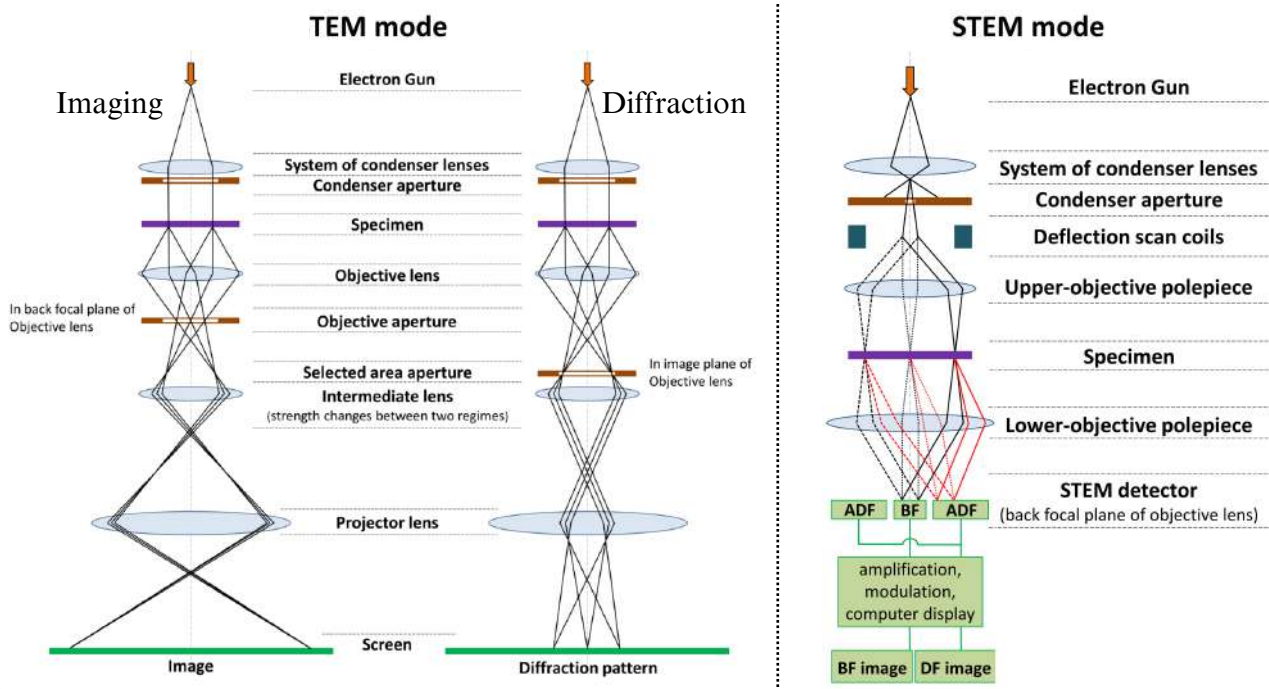 TEM mode
Imaging
Diffraction
Electron Gun
System of condenser lenses
Condenser aperture
Specimen
Objective lens
In back focal plane of
Objective lens
Objective aperture
Selected area aperture
In image plane of
Objective lens
Intermediate lens
(strength changes between two regimes)
Projector lens
Screen
Image
Diffraction pattern
STEM mode
Electron Gun
System of condenser lenses
Condenser aperture
Deflection scan coils
Upper-objective polepiece
Specimen
Lower-objective polepiece
STEM detector
(back focal plane of objective lens)
ADF BF ADF
amplification,
modulation,
computer display
BF image DF image